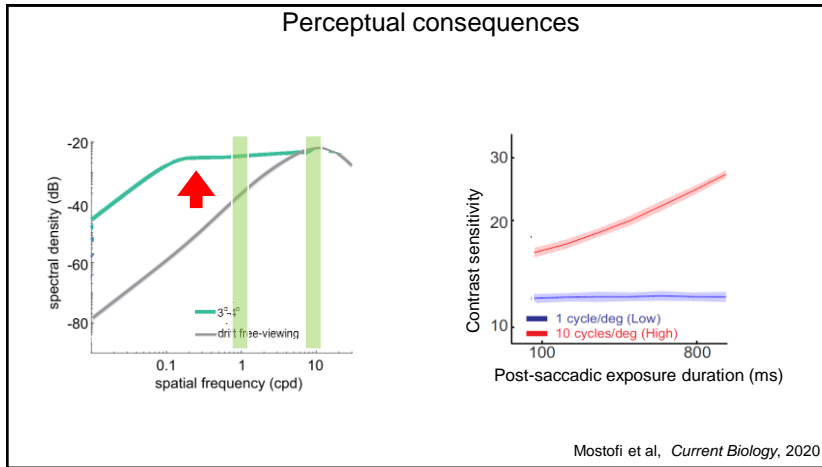 Perceptual consequences
-20
-40
-60
-80
spectral density (dB)
3°-4°
drift free-viewing
0.1
1
10
spatial frequency (cpd)
30
20
10
Contrast sensitivity
1 cycle/deg (Low)
10 cycles/deg (High)
100
800
Post-saccadic exposure duration (ms)
Mostofi et al, Current Biology, 2020